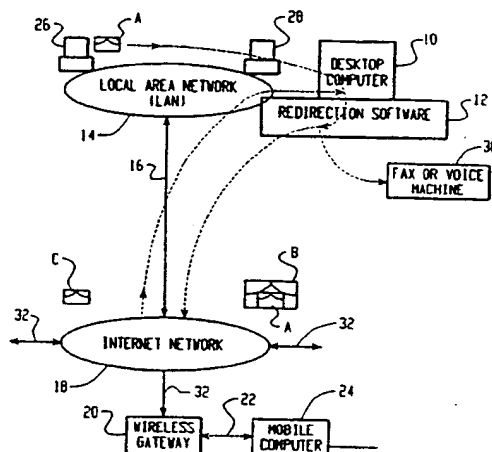 26
A
28
10
DESKTOP
COMPUTER
12
LOCAL AREA NETWORK
(LAN)
REDIRECTION SOFTWARE
14
FAX OR VOICE
MACHINE
16
C
B
A
32
32
INTERNET NETWORK
18
32
20
22
24
WIRELESS
GATEWAY
MOBILE
COMPUTER